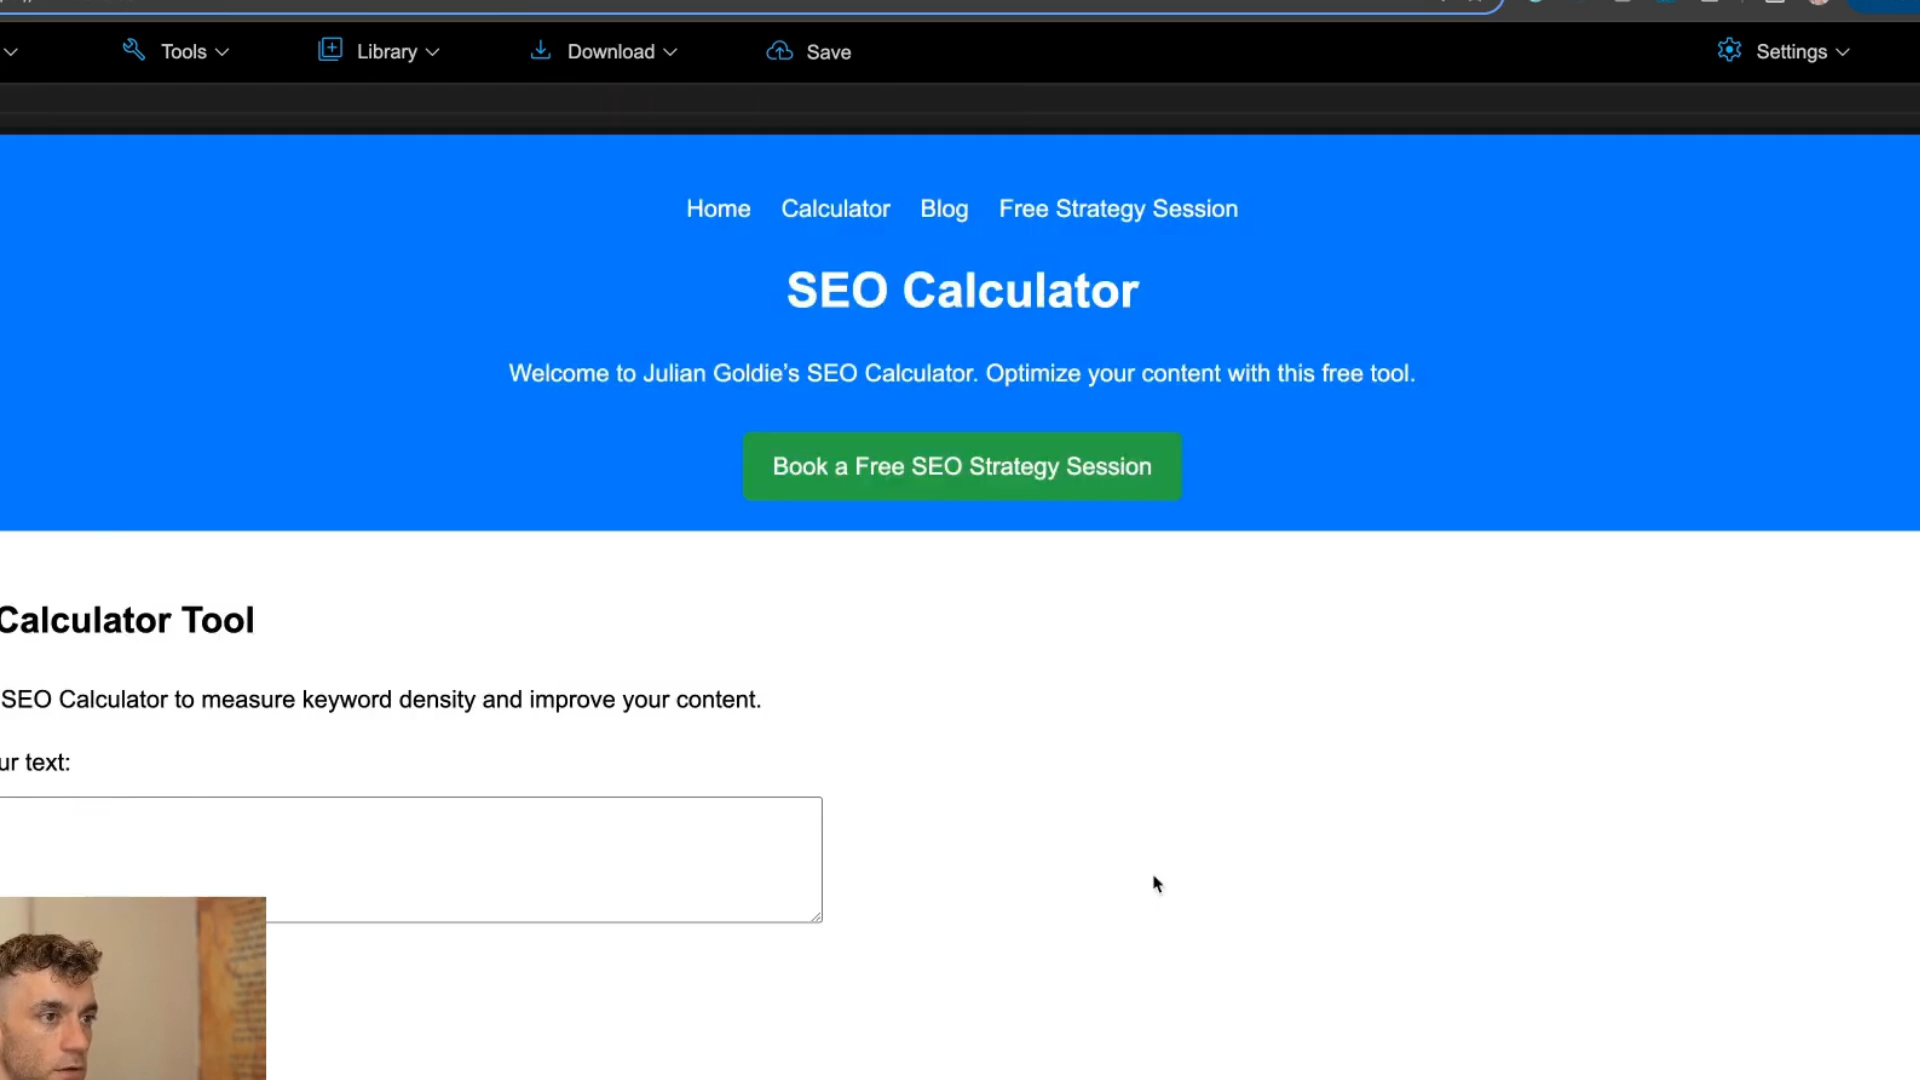 Tools Library Download Save Settings
Home Calculator Blog Free Strategy Session
SEO Calculator
Welcome to Julian Goldie’s SEO Calculator. Optimize your content with this free tool.
Book a Free SEO Strategy Session
Calculator Tool
SEO Calculator to measure keyword density and improve your content.
ur text: